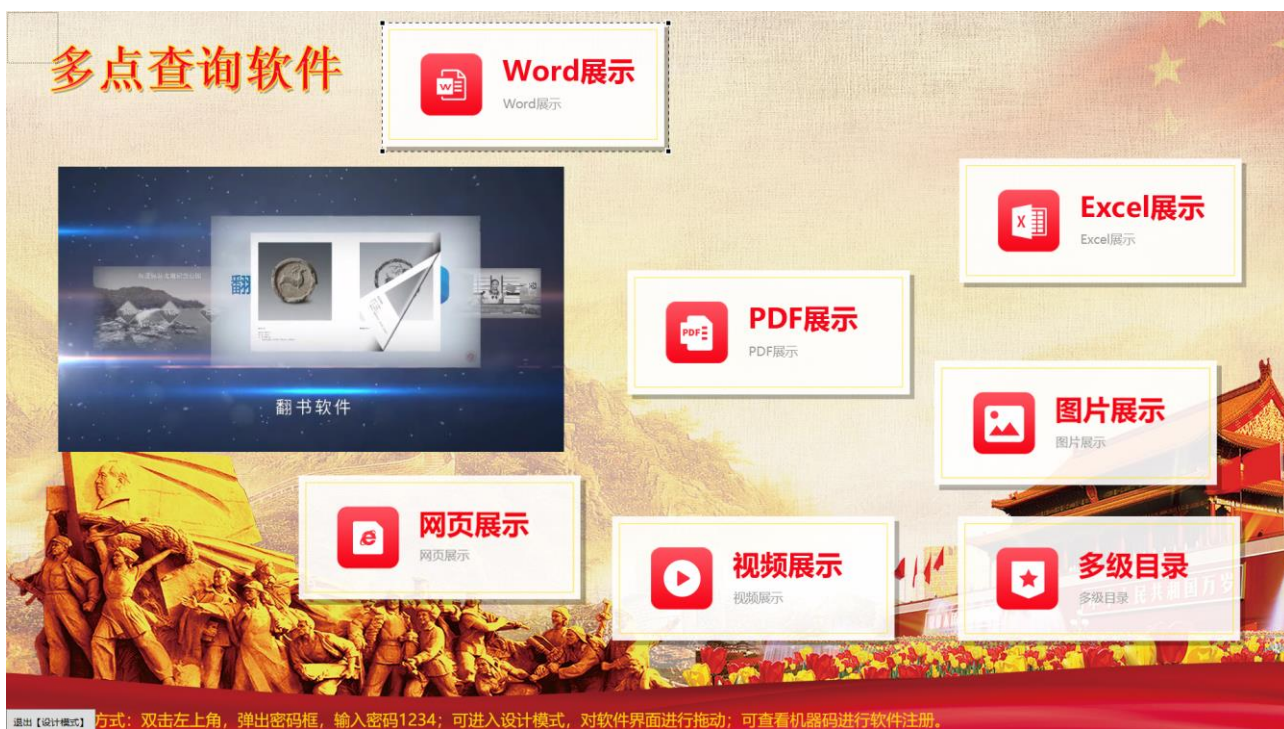 多点查询软件
Word展示
Word展示
Excel展示
Excel展示
PDF展示
PDF展示
翻书软件
图片展示
图片展示
网页展示
网页展示
视频展示
视频展示
多级目录
多级目录
退出【设计模式】
方式：双击左上角，弹出密码框，输入密码1234；可进入设计模式，对软件界面进行拖动；可查看机器码进行软件注册。